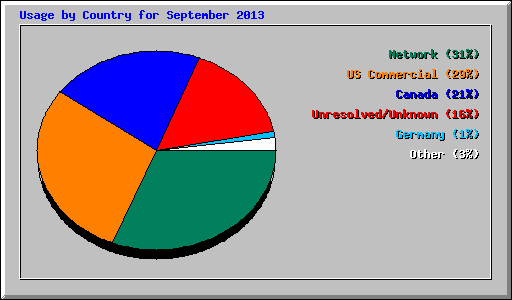 Usage by Country for September 2013
Network (31%)
US Commercial (29%)
Canada (21%)
Unresolved/Unknown (16%)
Germany (1%)
Other (3%)